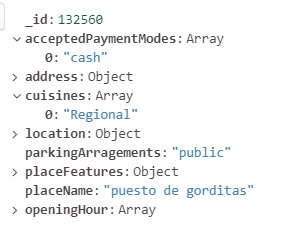 _id: 132560
acceptedPaymentModes: Array
0: "cash"
address: Object
cuisines: Array
0: "Regional"
location: Object
parkingArragements: "public"
placeFeatures: Object
placeName: "puesto de gorditas"
openingHour: Array